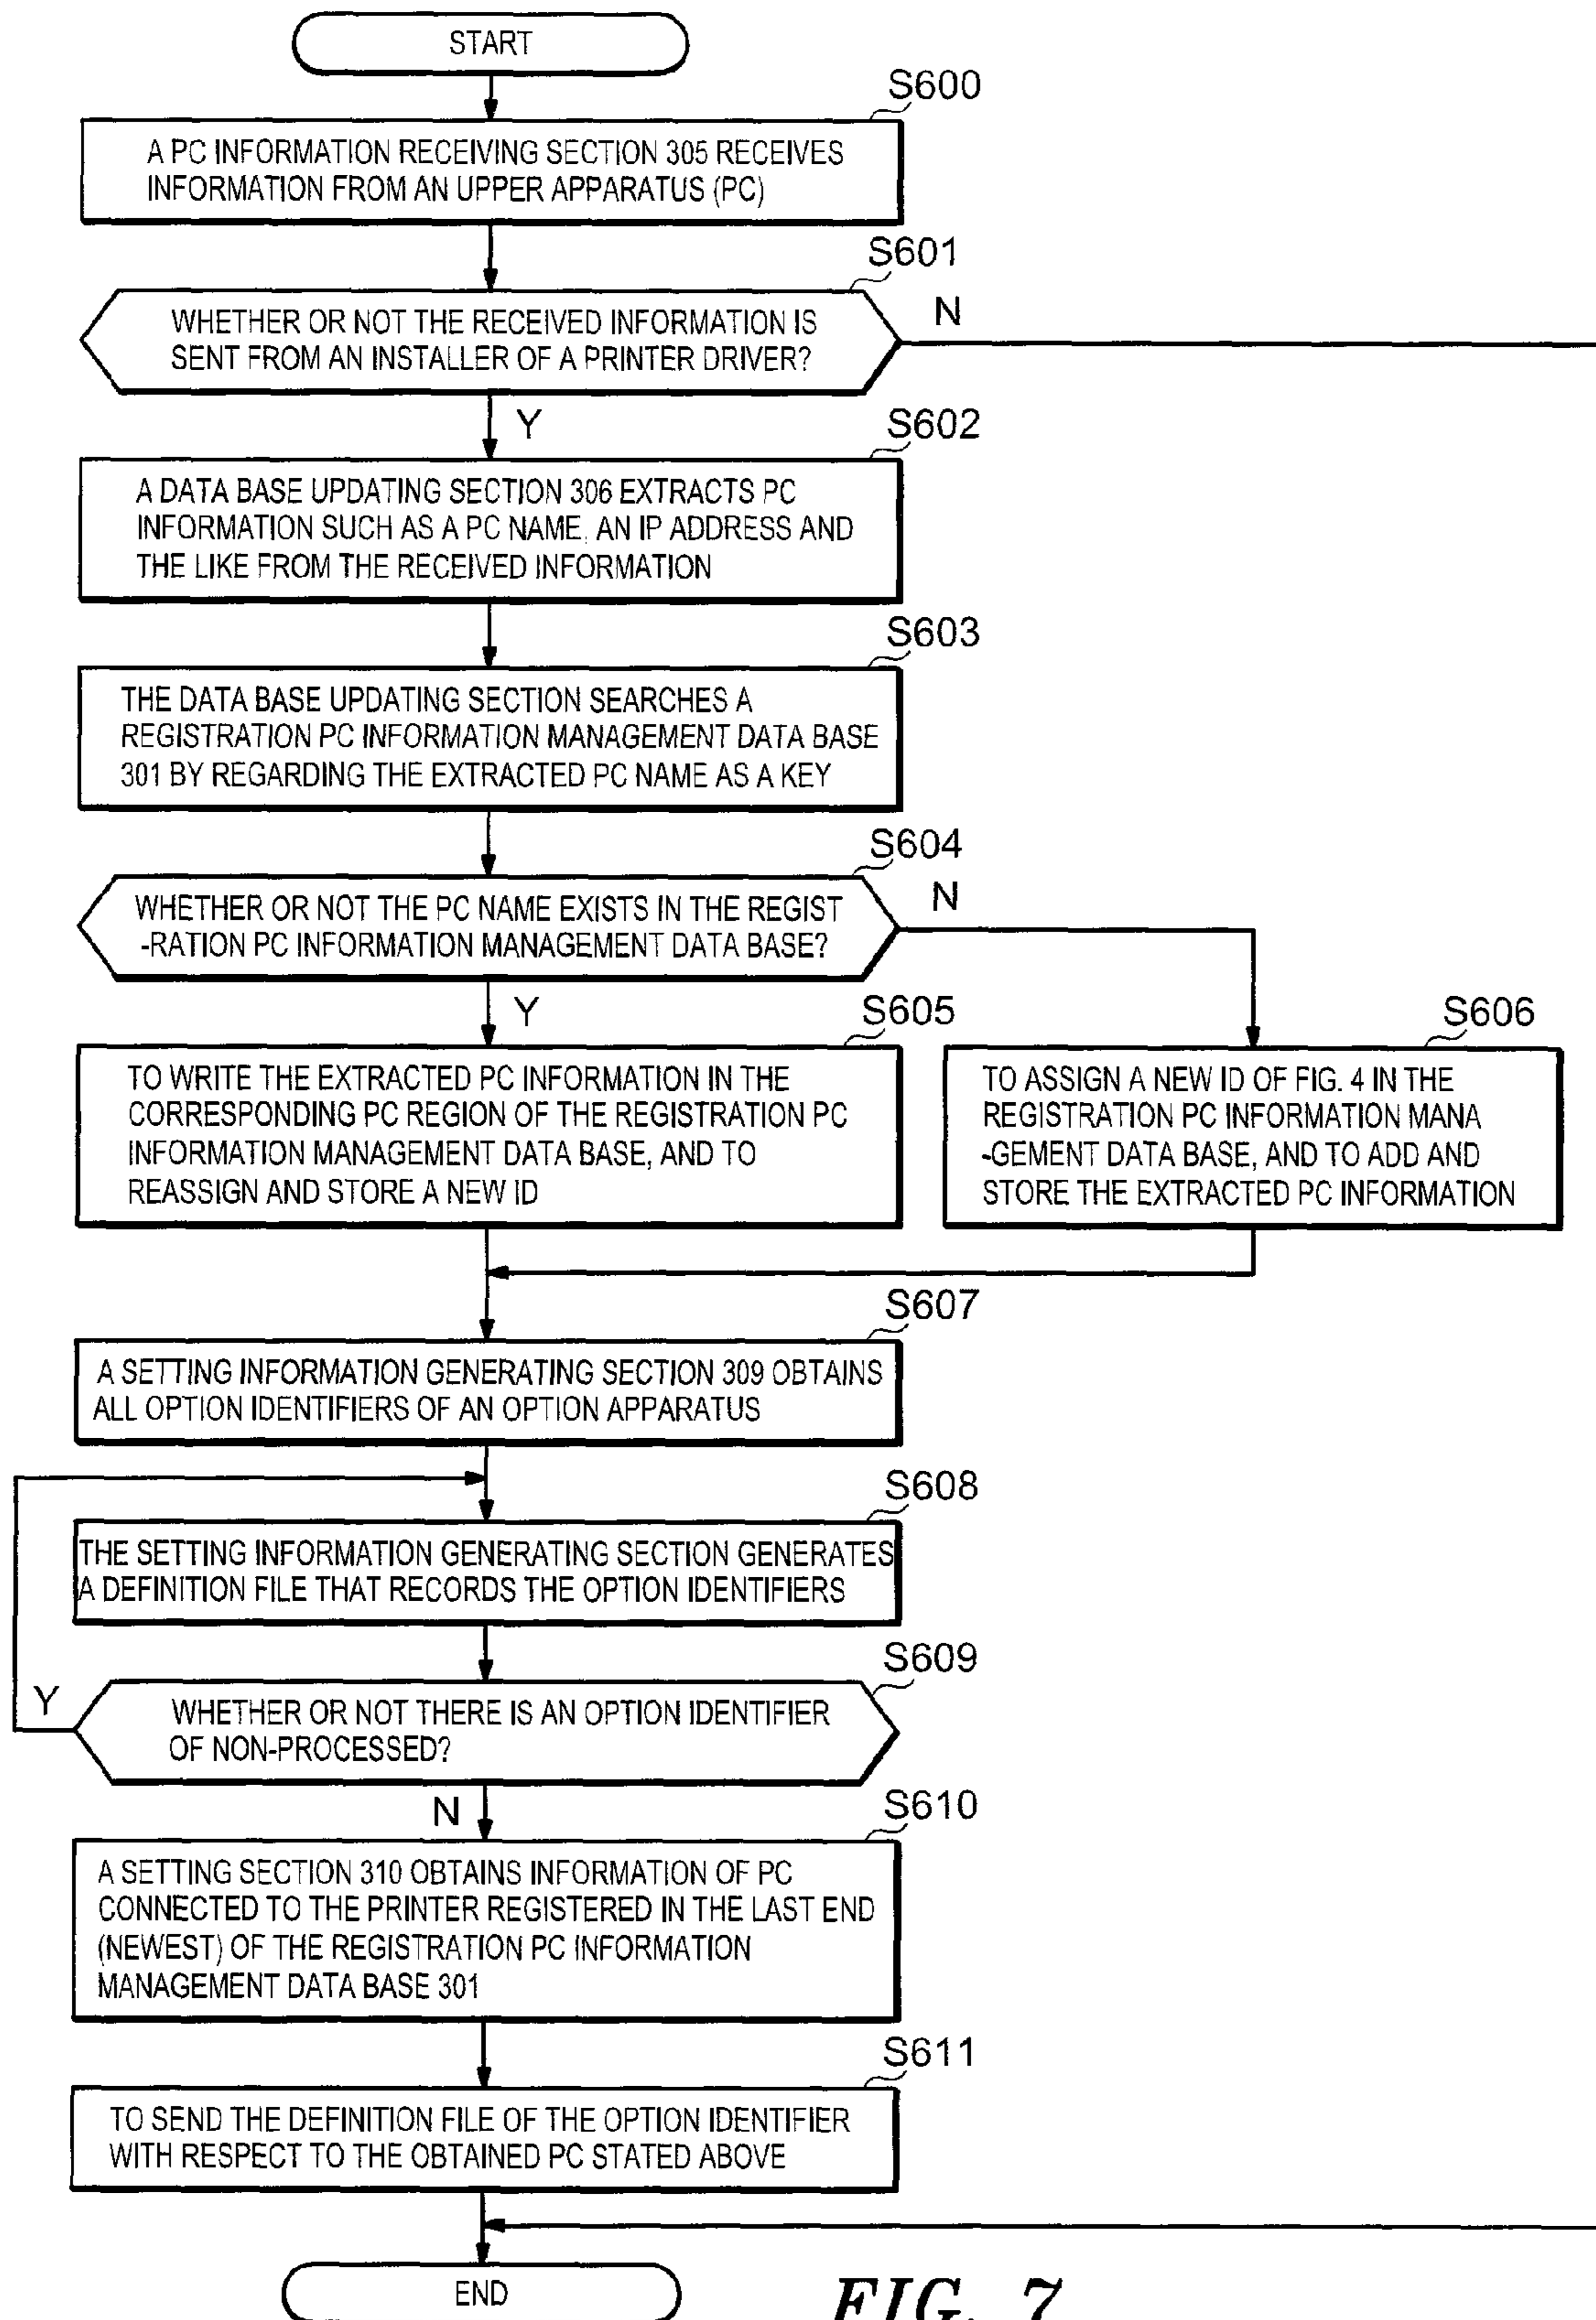 START
S600
A PC INFORMATION RECEIVING SECTION 305 RECEIVES
INFORMATION FROM AN UPPER APPARATUS (PC)
S601
WHETHER OR NOT THE RECEIVED INFORMATION IS
SENT FROM AN INSTALLER OF A PRINTER DRIVER?
N
Y
S602
A DATA BASE UPDATING SECTION 306 EXTRACTS PC
INFORMATION SUCH AS A PC NAME, AN IP ADDRESS AND
THE LIKE FROM THE RECEIVED INFORMATION
S603
THE DATA BASE UPDATING SECTION SEARCHES A
REGISTRATION PC INFORMATION MANAGEMENT DATA BASE
301 BY REGARDING THE EXTRACTED PC NAME AS A KEY
S604
WHETHER OR NOT THE PC NAME EXISTS IN THE REGIST
-RATION PC INFORMATION MANAGEMENT DATA BASE?
N
Y
S605
TO WRITE THE EXTRACTED PC INFORMATION IN THE
CORRESPONDING PC REGION OF THE REGISTRATION PC
INFORMATION MANAGEMENT DATA BASE, AND TO
REASSIGN AND STORE A NEW ID
S606
TO ASSIGN A NEW ID OF FIG. 4 IN THE
REGISTRATION PC INFORMATION MANA
-GEMENT DATA BASE, AND TO ADD AND
STORE THE EXTRACTED PC INFORMATION
S607
A SETTING INFORMATION GENERATING SECTION 309 OBTAINS
ALL OPTION IDENTIFIERS OF AN OPTION APPARATUS
S608
THE SETTING INFORMATION GENERATING SECTION GENERATES
A DEFINITION FILE THAT RECORDS THE OPTION IDENTIFIERS
S609
Y
WHETHER OR NOT THERE IS AN OPTION IDENTIFIER
OF NON-PROCESSED?
N
S610
A SETTING SECTION 310 OBTAINS INFORMATION OF PC
CONNECTED TO THE PRINTER REGISTERED IN THE LAST END
(NEWEST) OF THE REGISTRATION PC INFORMATION
MANAGEMENT DATA BASE 301
S611
TO SEND THE DEFINITION FILE OF THE OPTION IDENTIFIER
WITH RESPECT TO THE OBTAINED PC STATED ABOVE
END
FIG. 7